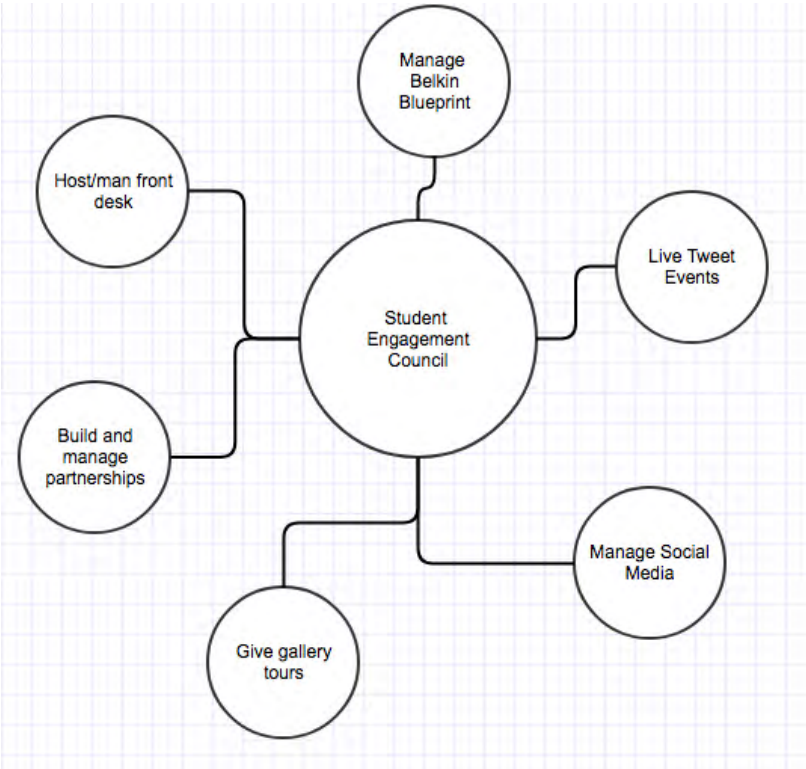 Manage
Belkin
Blueprint
Host/man front
desk
Live Tweet
Events
Student
Engagement
Council
Build and
manage
partnerships
Manage Social
Media
Give gallery
tours